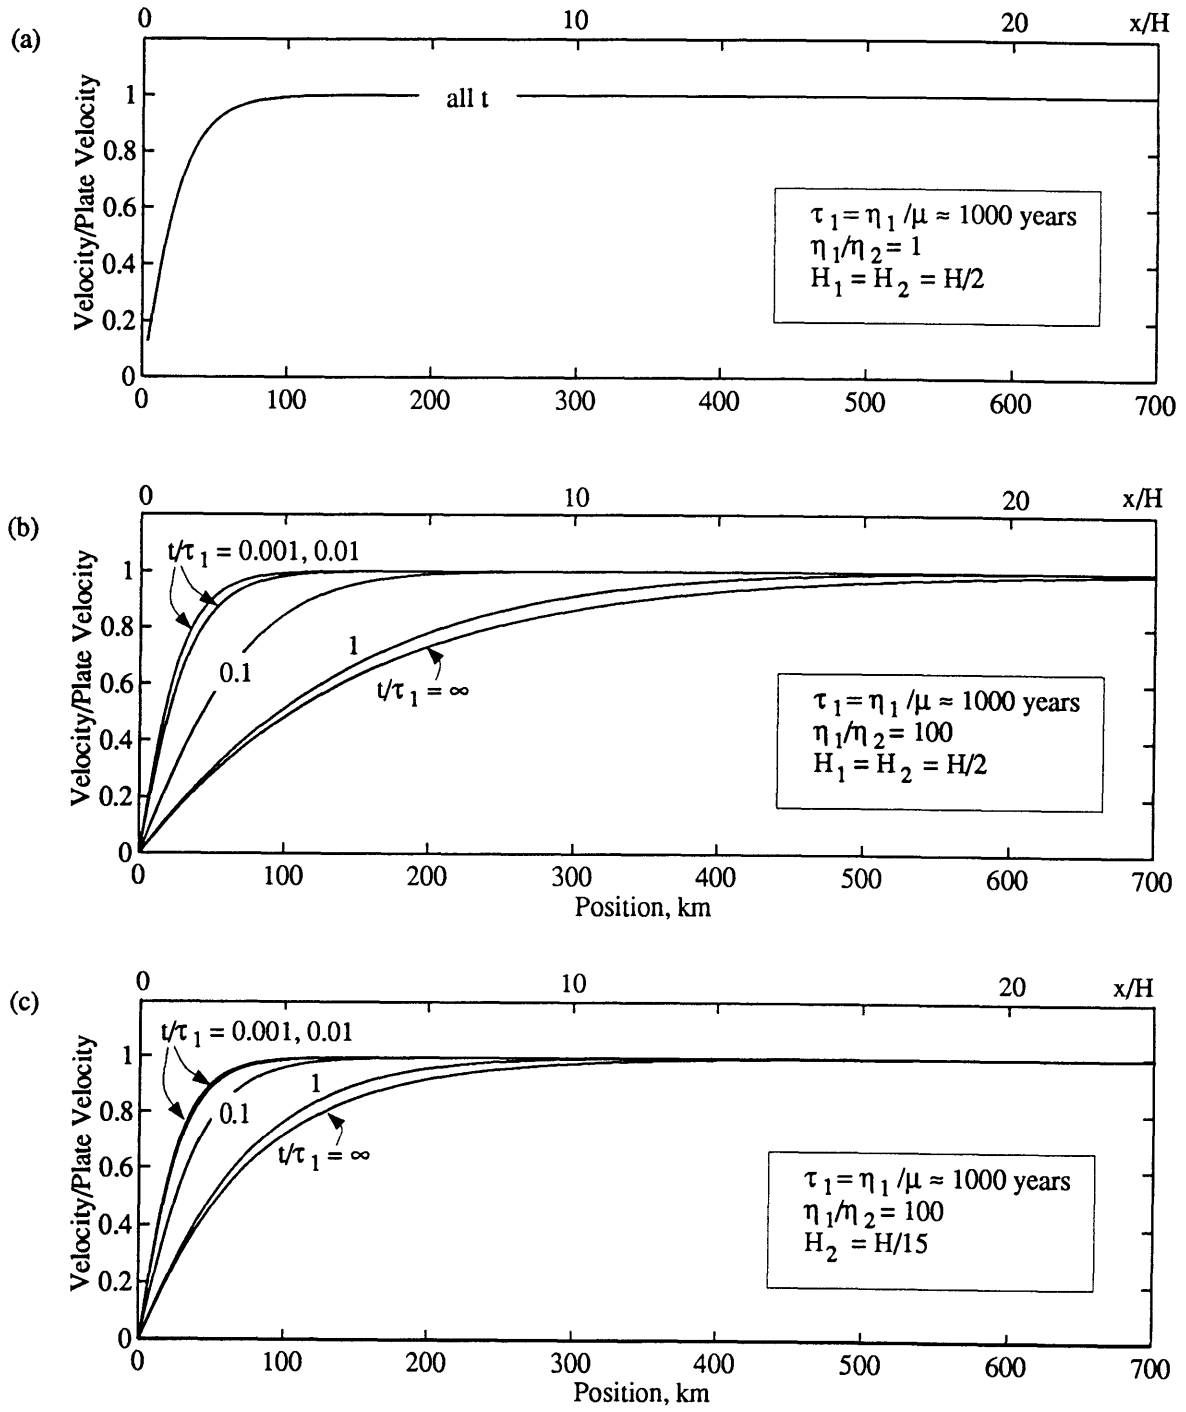 (a)
0 10 20 x/H
Velocity/Plate Velocity
1
0.8
0.6
0.4
0.2
0
all t
τ1 = η1 /μ ≈ 1000 years
η1/η2 = 1
H1 = H2 = H/2
0 100 200 300 400 500 600 700
(b)
0 10 20 x/H
Velocity/Plate Velocity
1
0.8
0.6
0.4
0.2
0
t/τ1 = 0.001, 0.01
0.1
1
t/τ1 = ∞
τ1 = η1 /μ ≈ 1000 years
η1/η2 = 100
H1 = H2 = H/2
0 100 200 300 400 500 600 700
Position, km
(c)
0 10 20 x/H
Velocity/Plate Velocity
1
0.8
0.6
0.4
0.2
0
t/τ1 = 0.001, 0.01
1
0.1
t/τ1 = ∞
τ1 = η1 /μ ≈ 1000 years
η1/η2 = 100
H2 = H/15
0 100 200 300 400 500 600 700
Position, km